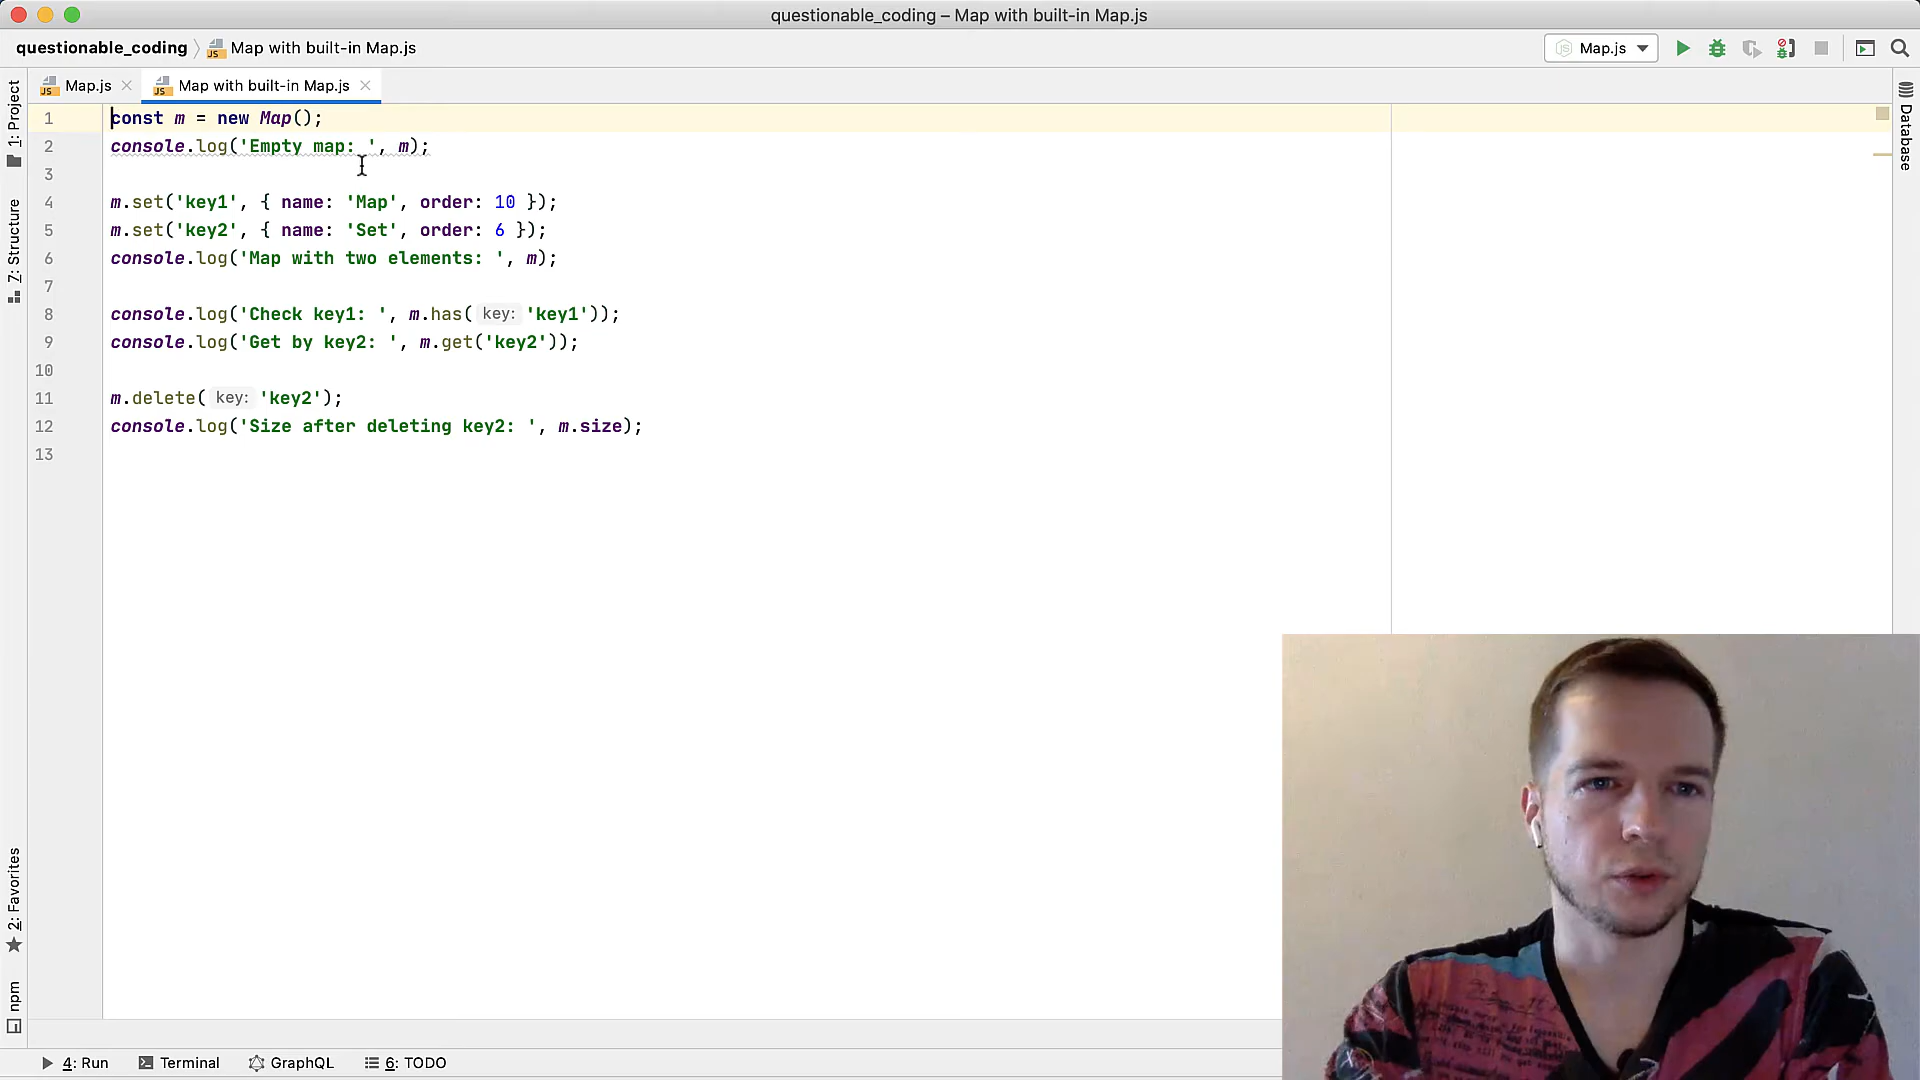 questionable_coding – Map with built-in Map.js
questionable_coding Map with built-in Map.js Map.js
Map.js Map with built-in Map.js
1: Project
7: Structure
2: Favorites
npm
Database
1 const m = new Map();
2 console.log('Empty map: ', m);
3
4 m.set('key1', { name: 'Map', order: 10 });
5 m.set('key2', { name: 'Set', order: 6 });
6 console.log('Map with two elements: ', m);
7
8 console.log('Check key1: ', m.has( key: 'key1'));
9 console.log('Get by key2: ', m.get('key2'));
10
11 m.delete( key: 'key2');
12 console.log('Size after deleting key2: ', m.size);
13
4: Run Terminal GraphQL 6: TODO